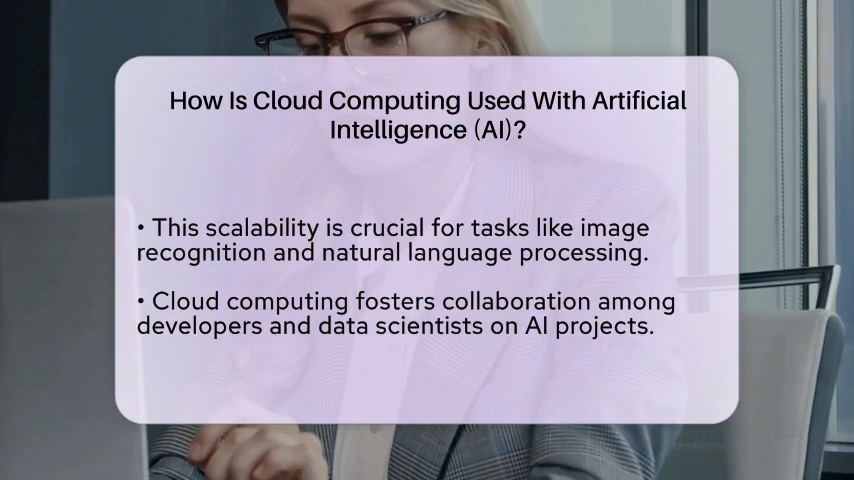 How Is Cloud Computing Used With Artificial
Intelligence (AI)?
• This scalability is crucial for tasks like image
recognition and natural language processing.
• Cloud computing fosters collaboration among
developers and data scientists on AI projects.